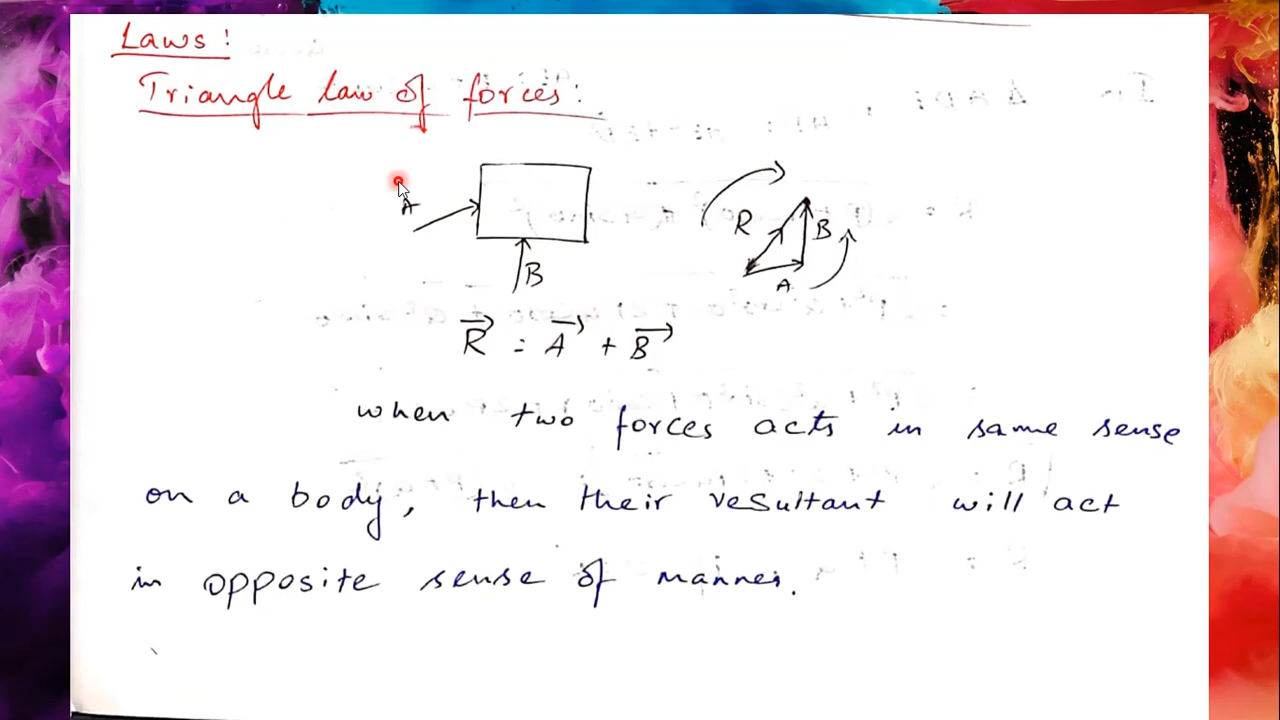 Laws:
Triangle law of forces:
A
B
R
B
A
R = A + B
when two forces acts in same sense
on a body, then their resultant will act
in opposite sense of manner.